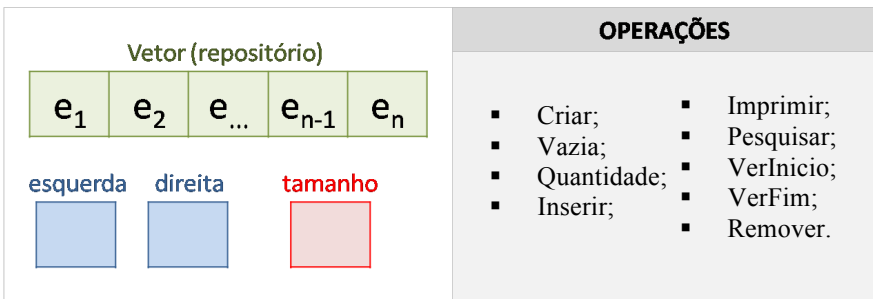 Vetor (repositório)
e1 e2 e... en-1 en
esquerda direita tamanho
OPERAÇÕES
▪ Criar;
▪ Vazia;
▪ Quantidade;
▪ Inserir;
▪ Imprimir;
▪ Pesquisar;
▪ VerInicio;
▪ VerFim;
▪ Remover.